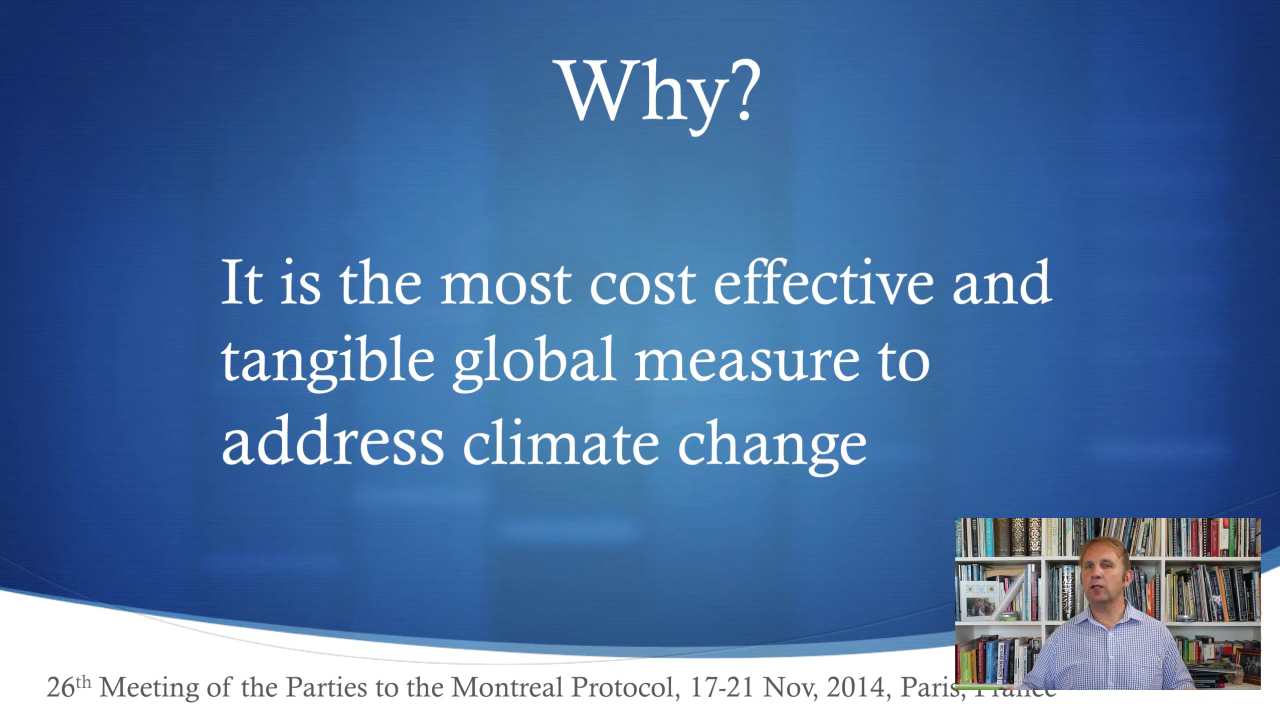 Why?
It is the most cost effective and
tangible global measure to
address climate change
26th Meeting of the Parties to the Montreal Protocol, 17-21 Nov, 2014, Paris, France